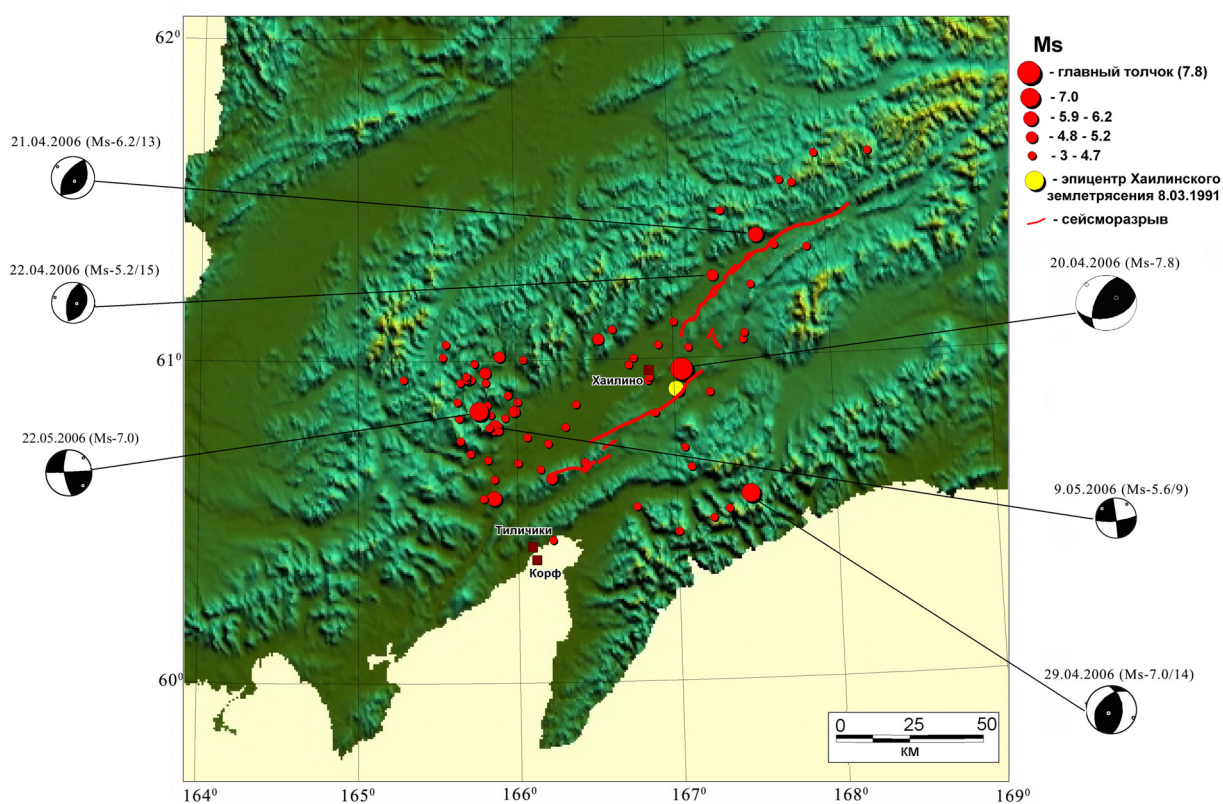 62⁰
61⁰
60⁰
164⁰
165⁰
166⁰
167⁰
168⁰
169⁰
21.04.2006 (Ms-6.2/13)
22.04.2006 (Ms-5.2/15)
22.05.2006 (Ms-7.0)
Хаилино
Тиличики
Корф
Ms
- главный толчок (7.8)
- 7.0
- 5.9 - 6.2
- 4.8 - 5.2
- 3 - 4.7
- эпицентр Хаилинского
землетрясения 8.03.1991
- сейсморазрыв
20.04.2006 (Ms-7.8)
9.05.2006 (Ms-5.6/9)
29.04.2006 (Ms-7.0/14)
0 25 50
КМ